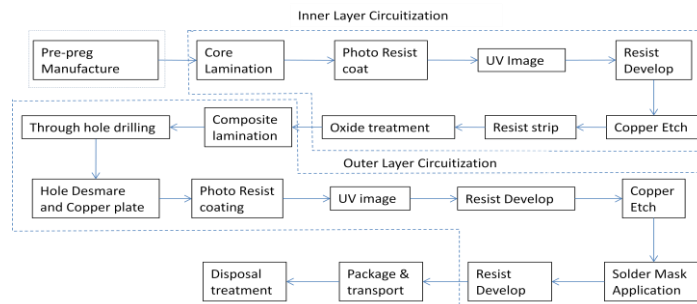 Inner Layer Circuitization
Pre-preg
Manufacture
Core
Lamination
Photo Resist
coat
UV Image
Resist
Develop
Copper Etch
Resist strip
Oxide treatment
Composite
lamination
Through hole drilling
Outer Layer Circuitization
Hole Desmare
and Copper plate
Photo Resist
coating
UV image
Resist Develop
Copper
Etch
Solder Mask
Application
Resist
Develop
Package &
transport
Disposal
treatment